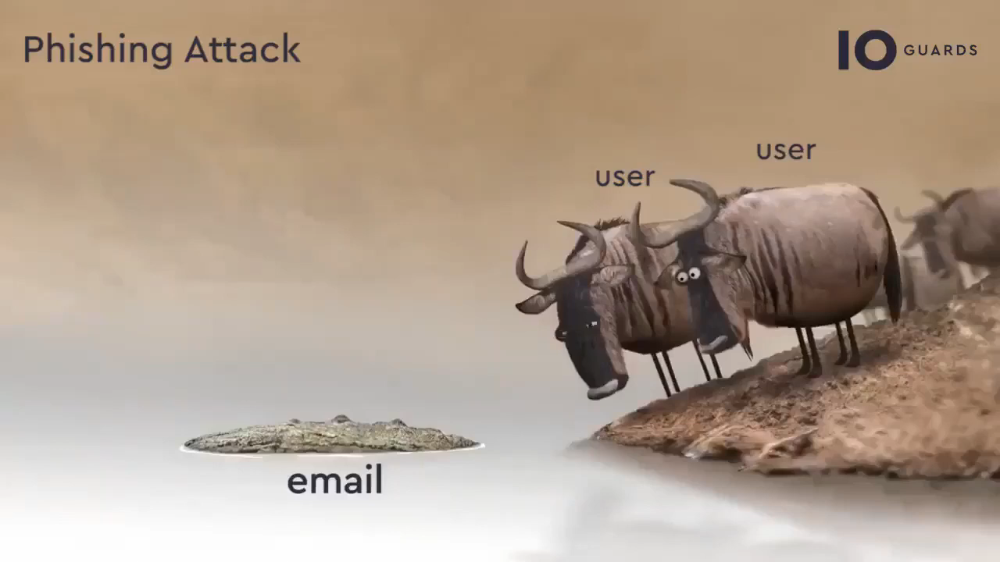 Phishing Attack
IO GUARDS
user
user
email